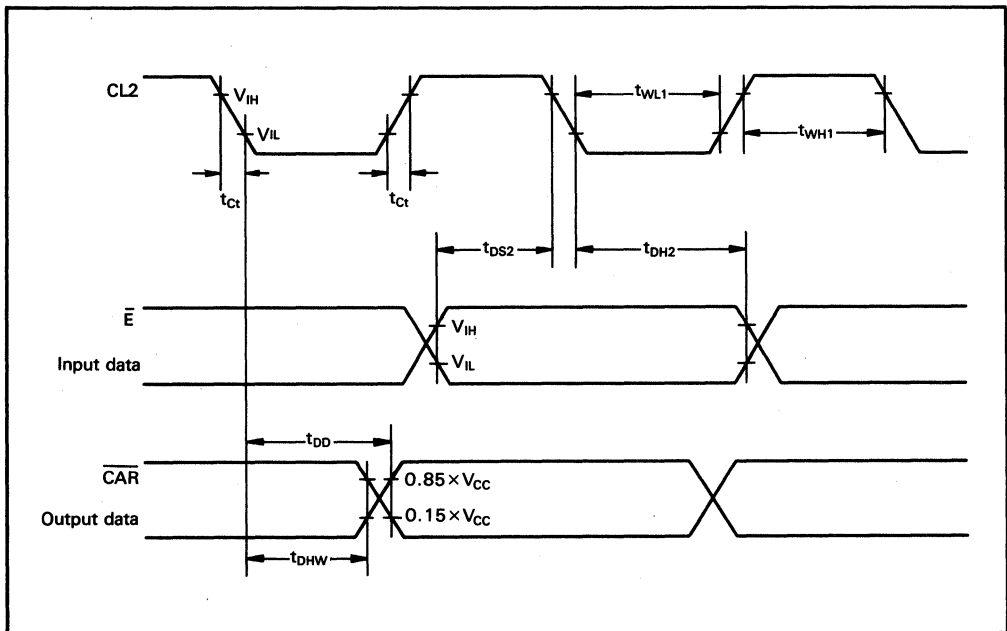 CL2
V_IH
V_IL
t_WL1
t_WH1
t_Ct
t_Ct
t_DS2
t_DH2
E̅
V_IH
V_IL
Input data
t_DD
C̅A̅R̅
0.85×V_CC
Output data
0.15×V_CC
t_DHW